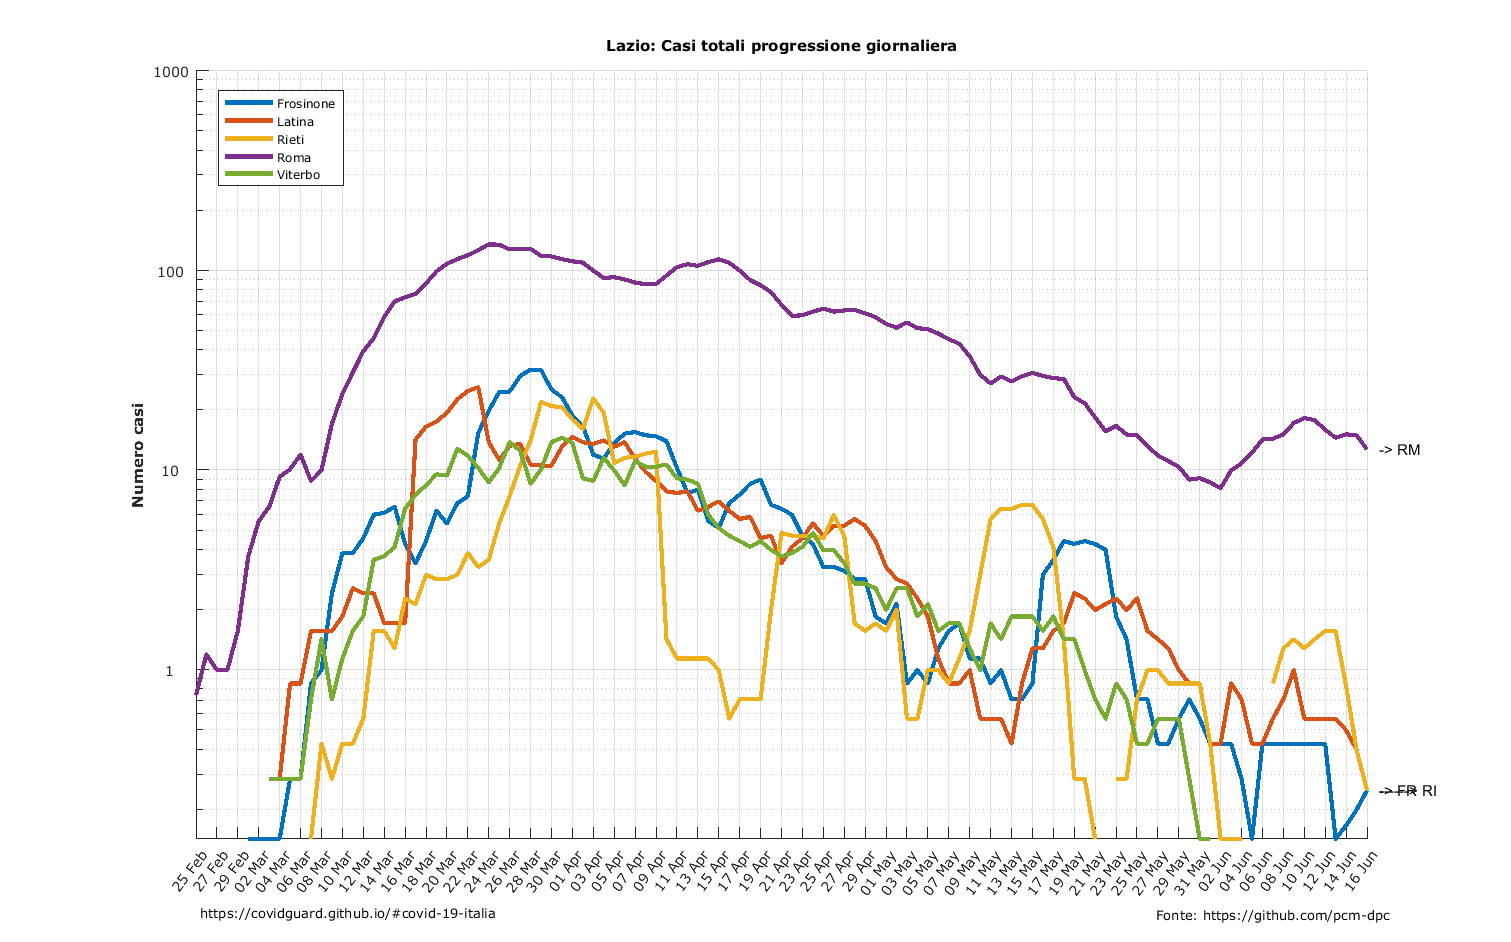 Lazio: Casi totali progressione giornaliera
1000
100
10
1
Numero casi
Frosinone
Latina
Rieti
Roma
Viterbo
-> RM
-> FR RI
25 Feb
27 Feb
29 Feb
02 Mar
04 Mar
06 Mar
08 Mar
10 Mar
12 Mar
14 Mar
16 Mar
18 Mar
20 Mar
22 Mar
24 Mar
26 Mar
28 Mar
30 Mar
01 Apr
03 Apr
05 Apr
07 Apr
09 Apr
11 Apr
13 Apr
15 Apr
17 Apr
19 Apr
21 Apr
23 Apr
25 Apr
27 Apr
29 Apr
01 May
03 May
05 May
07 May
09 May
11 May
13 May
15 May
17 May
19 May
21 May
23 May
25 May
27 May
29 May
31 May
02 Jun
04 Jun
06 Jun
08 Jun
10 Jun
12 Jun
14 Jun
16 Jun
https://covidguard.github.io/#covid-19-italia
Fonte: https://github.com/pcm-dpc